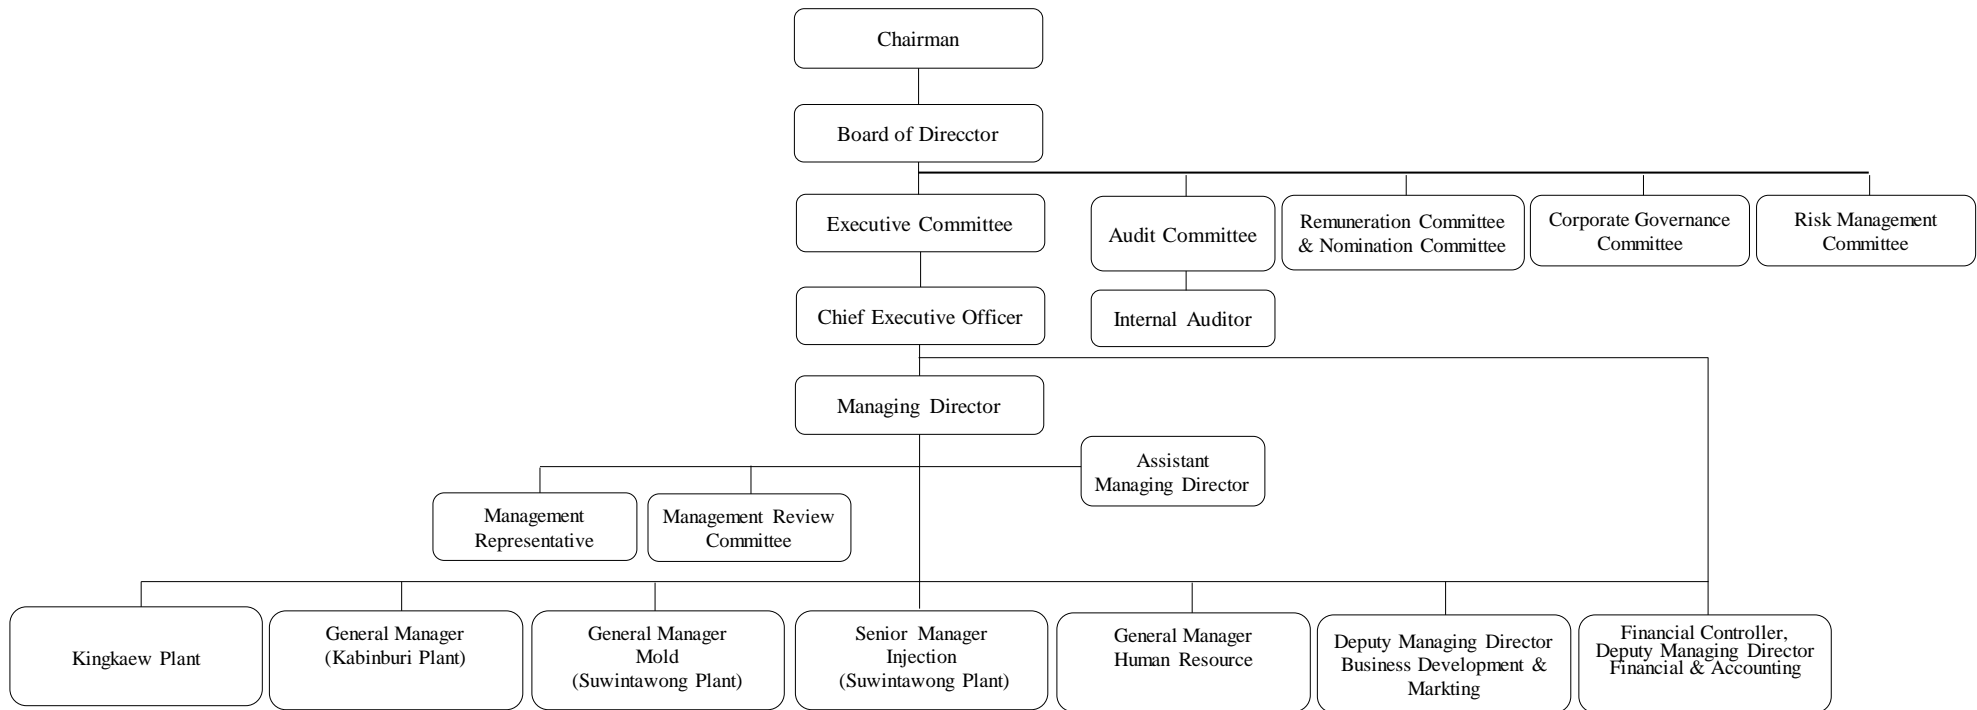 Chairman
Board of Direcctor
Executive Committee
Audit Committee
Remuneration Committee
& Nomination Committee
Corporate Governance
Committee
Risk Management
Committee
Chief Executive Officer
Internal Auditor
Managing Director
Assistant
Managing Director
Management
Representative
Management Review
Committee
Kingkaew Plant
General Manager
(Kabinburi Plant)
General Manager
Mold
(Suwintawong Plant)
Senior Manager
Injection
(Suwintawong Plant)
General Manager
Human Resource
Deputy Managing Director
Business Development &
Markting
Financial Controller,
Deputy Managing Director
Financial & Accounting